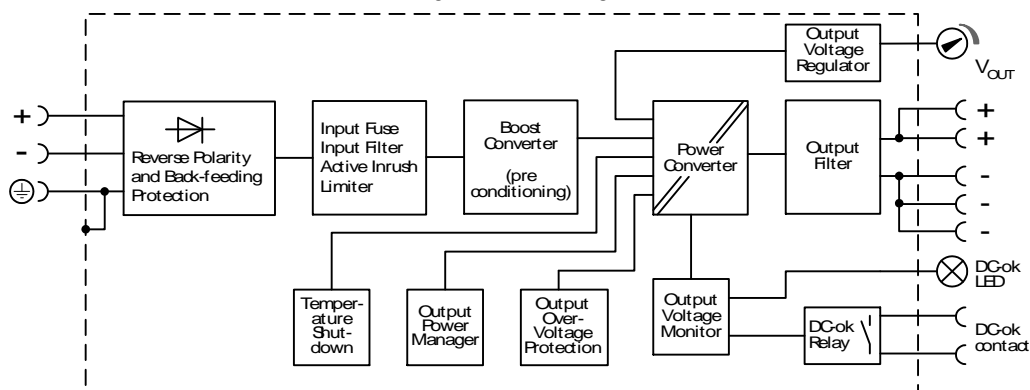 Output
Voltage
Regulator
V OUT
+
-
Reverse Polarity
and Back-feeding
Protection
Input Fuse
Input Filter
Active Inrush
Limiter
Boost
Converter
(pre
conditioning)
Power
Converter
Output
Filter
+
+
-
-
-
Temper-
ature
Shut-
down
Output
Power
Manager
Output
Over-
Voltage
Protection
Output
Voltage
Monitor
DC-ok
LED
DC-ok
Relay
DC-ok
contact